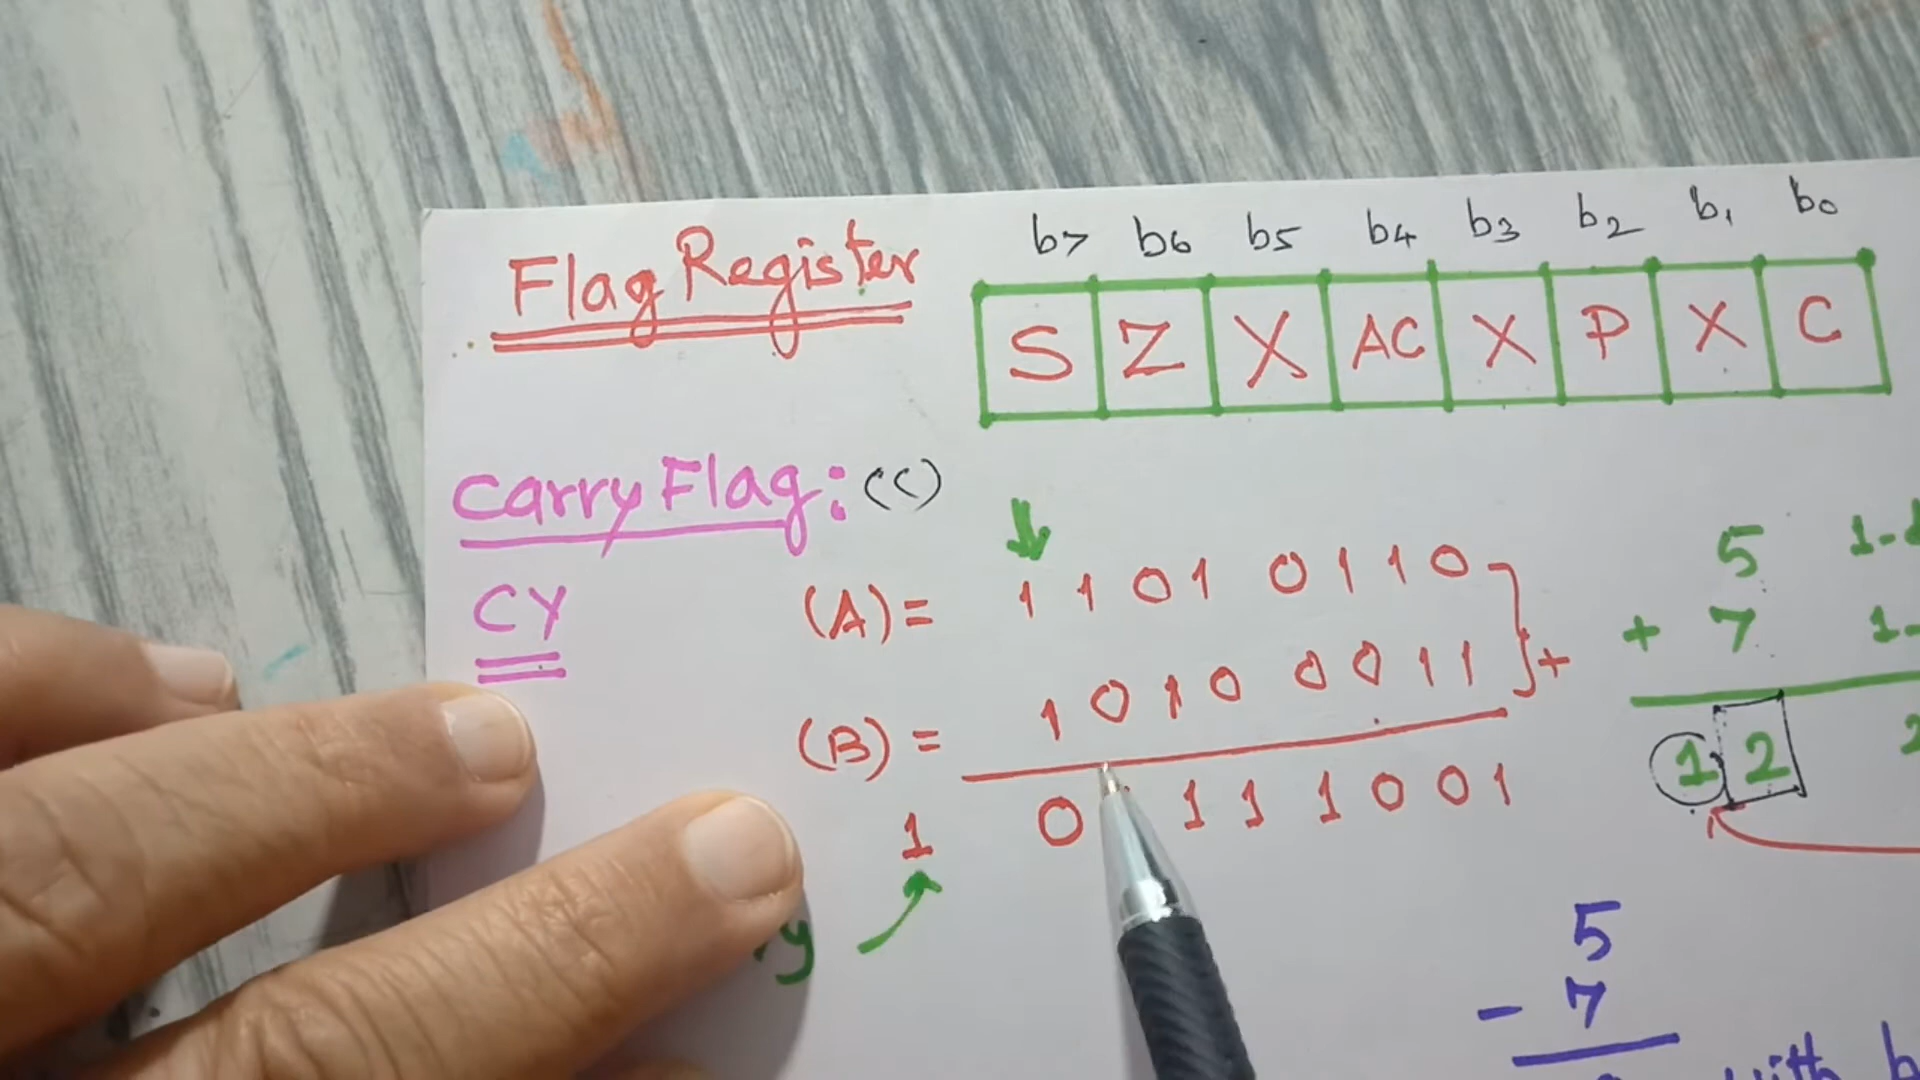 b7 b6 b5 b4 b3 b2 b1 b0
Flag Register
S Z X AC X P X C
Carry Flag: (C)
CY
(A) = 1 1 0 1 0 1 1 0
+
(B) = 1 0 1 0 0 0 1 1
1 0 1 1 1 0 0 1
5
+ 7
1 2
2
5
- 7
with